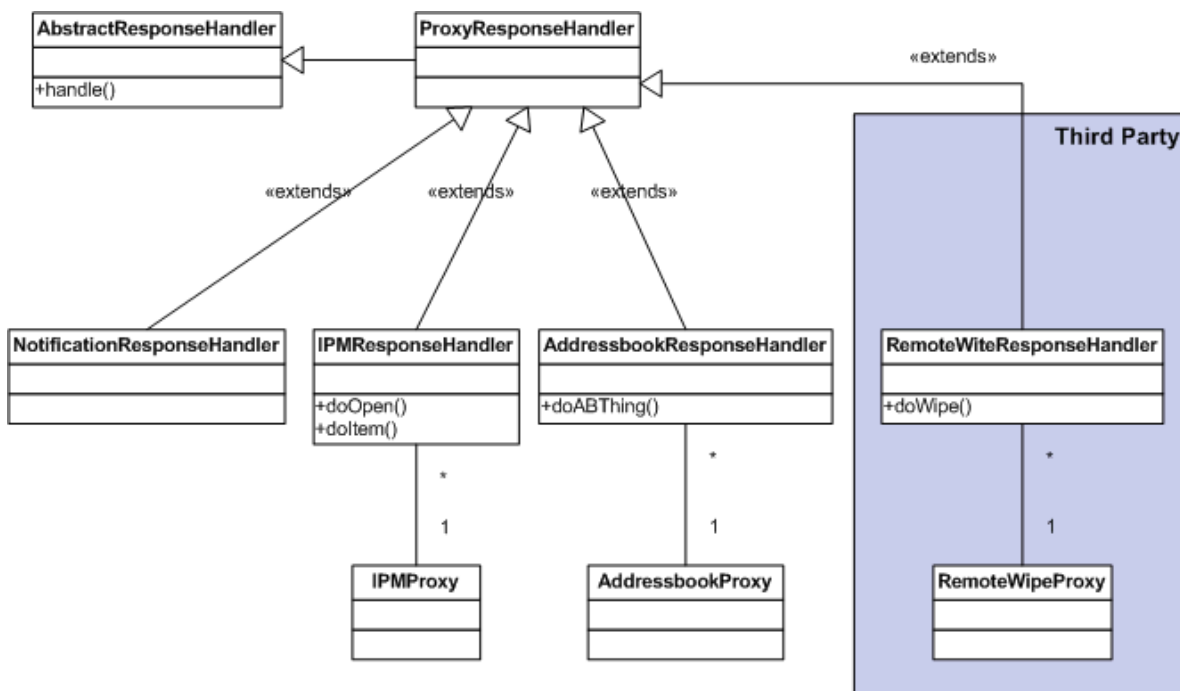 AbstractResponseHandler
+handle()
ProxyResponseHandler
«extends»
Third Party
«extends»
«extends»
«extends»
NotificationResponseHandler
IPMResponseHandler
+doOpen()
+doItem()
AddressbookResponseHandler
+doABThing()
RemoteWiteResponseHandler
+doWipe()
*
1
*
1
*
1
IPMProxy
AddressbookProxy
RemoteWipeProxy